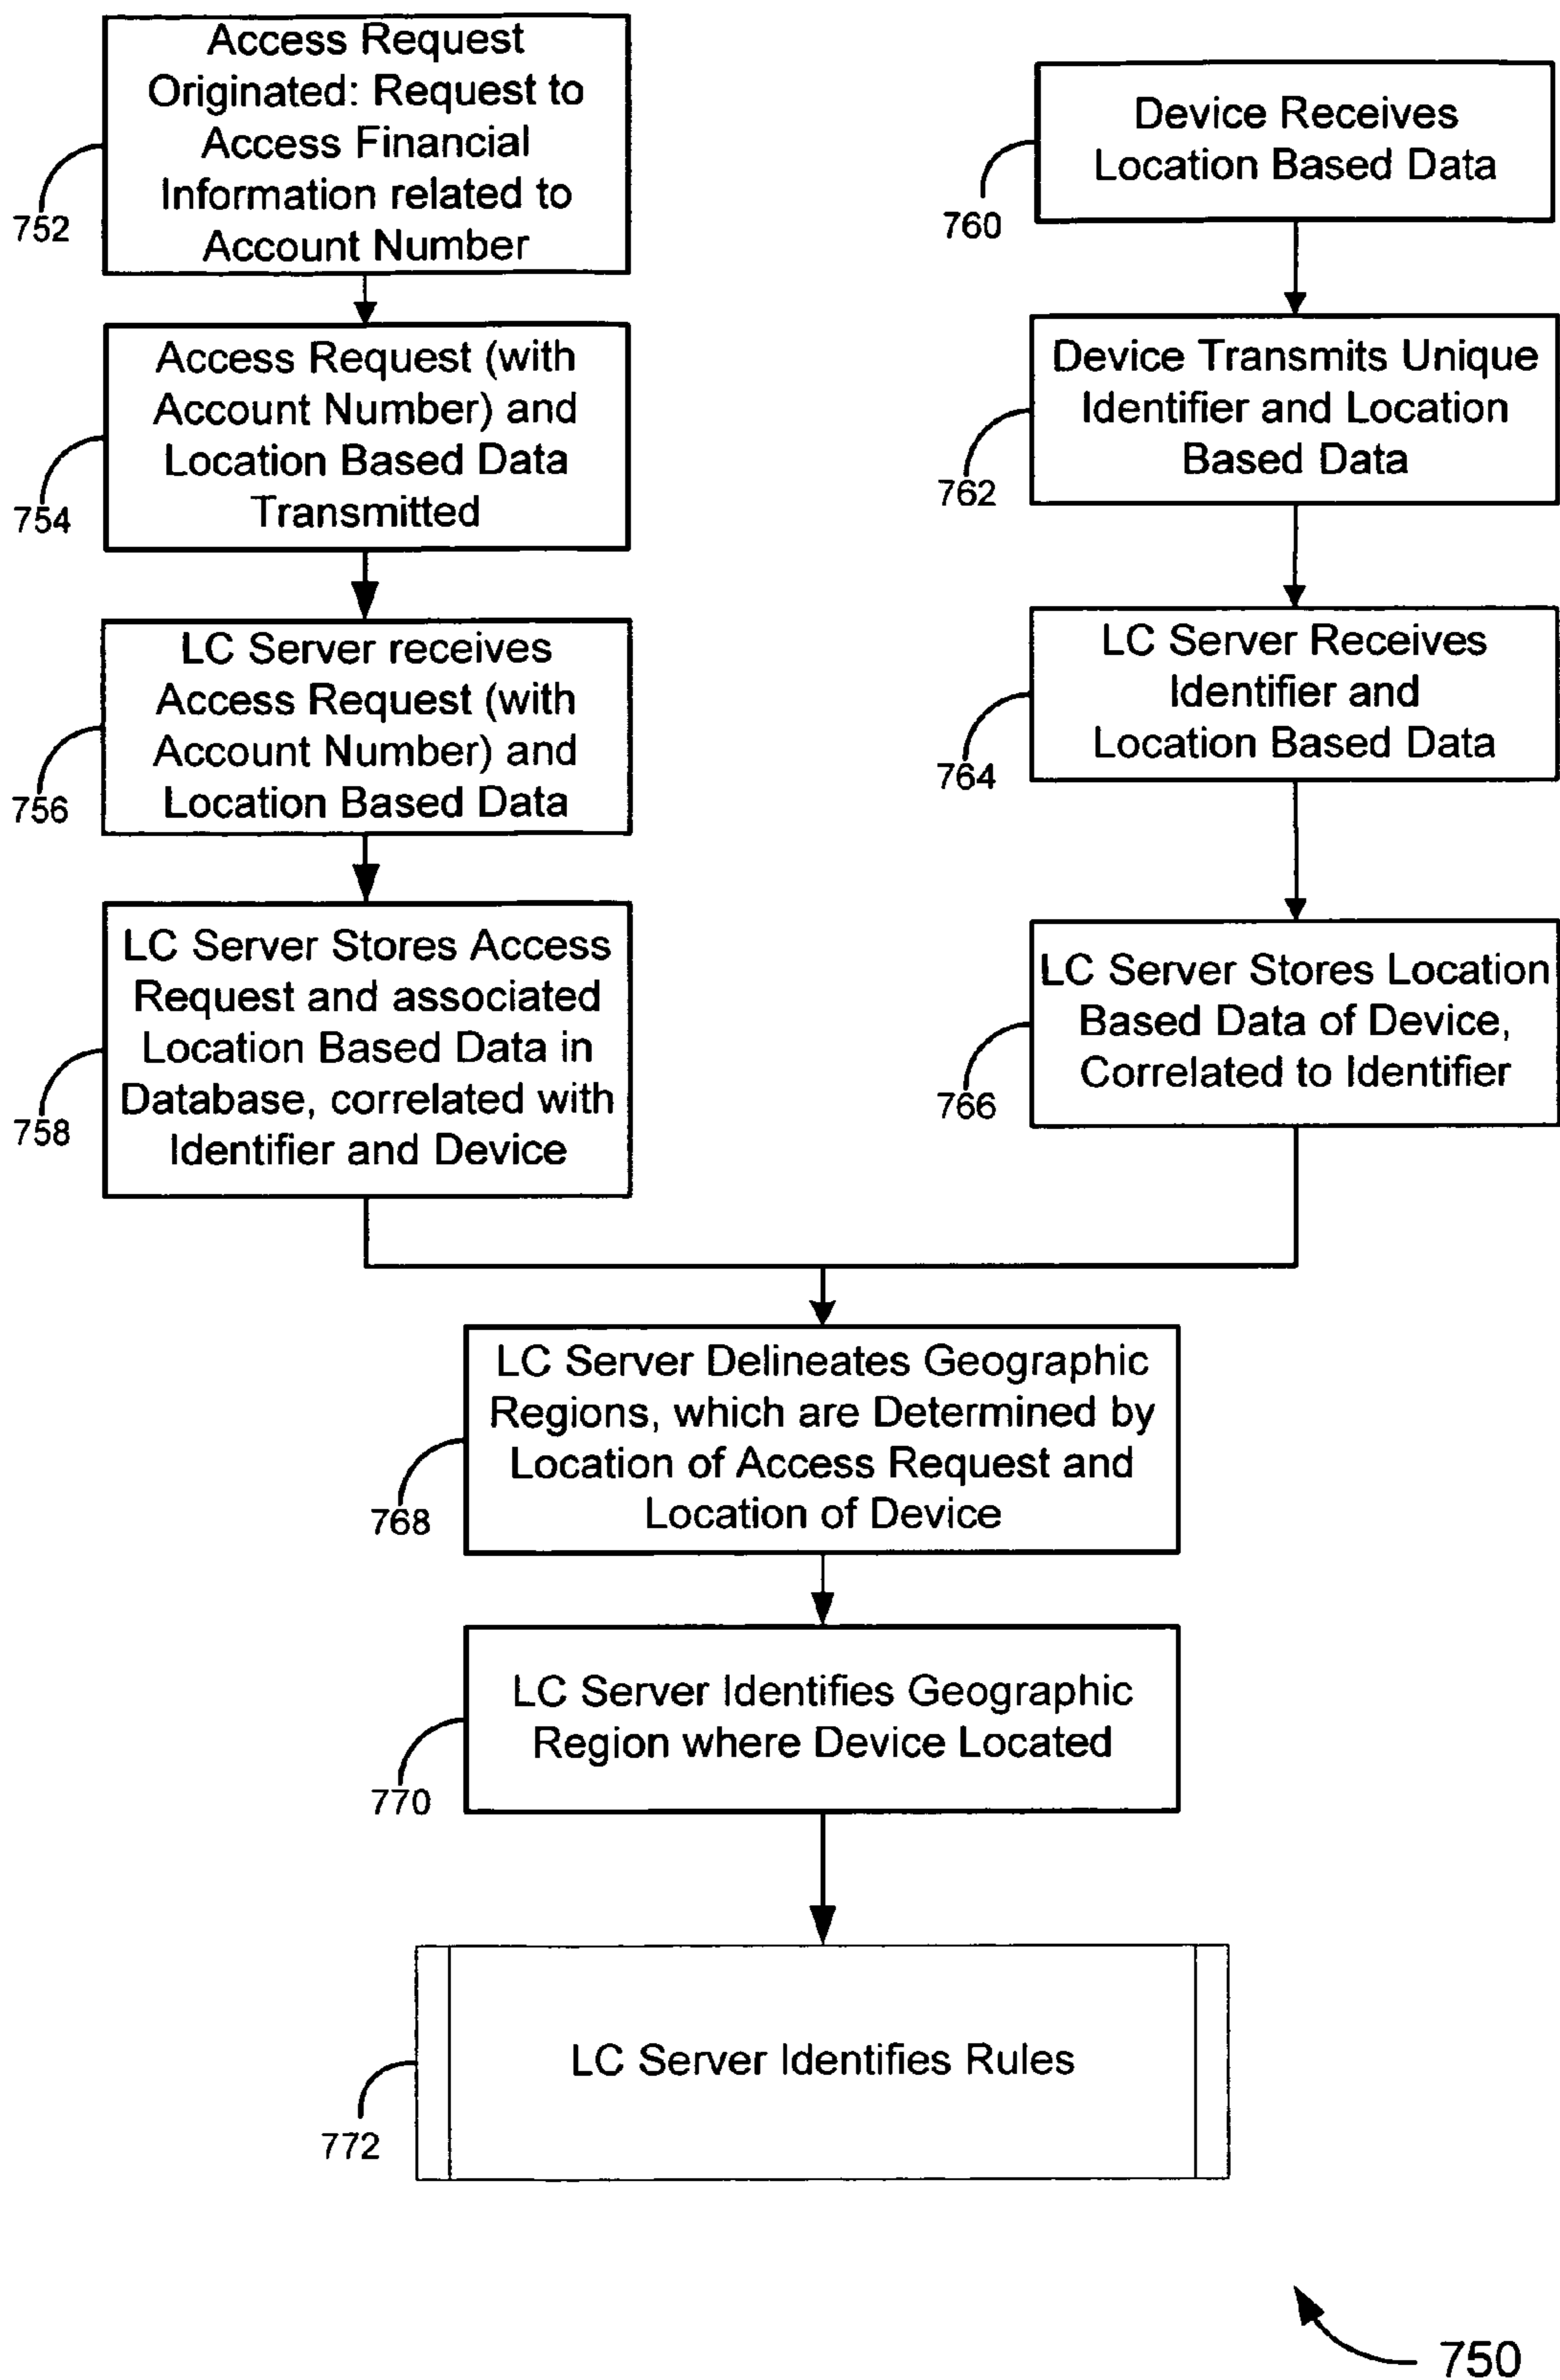 Access Request
Originated: Request to
Access Financial
Information related to
Account Number
752
Access Request (with
Account Number) and
Location Based Data
Transmitted
754
LC Server receives
Access Request (with
Account Number) and
Location Based Data
756
LC Server Stores Access
Request and associated
Location Based Data in
Database, correlated with
Identifier and Device
758
Device Receives
Location Based Data
760
Device Transmits Unique
Identifier and Location
Based Data
762
LC Server Receives
Identifier and
Location Based Data
764
LC Server Stores Location
Based Data of Device,
Correlated to Identifier
766
LC Server Delineates Geographic
Regions, which are Determined by
Location of Access Request and
Location of Device
768
LC Server Identifies Geographic
Region where Device Located
770
LC Server Identifies Rules
772
750